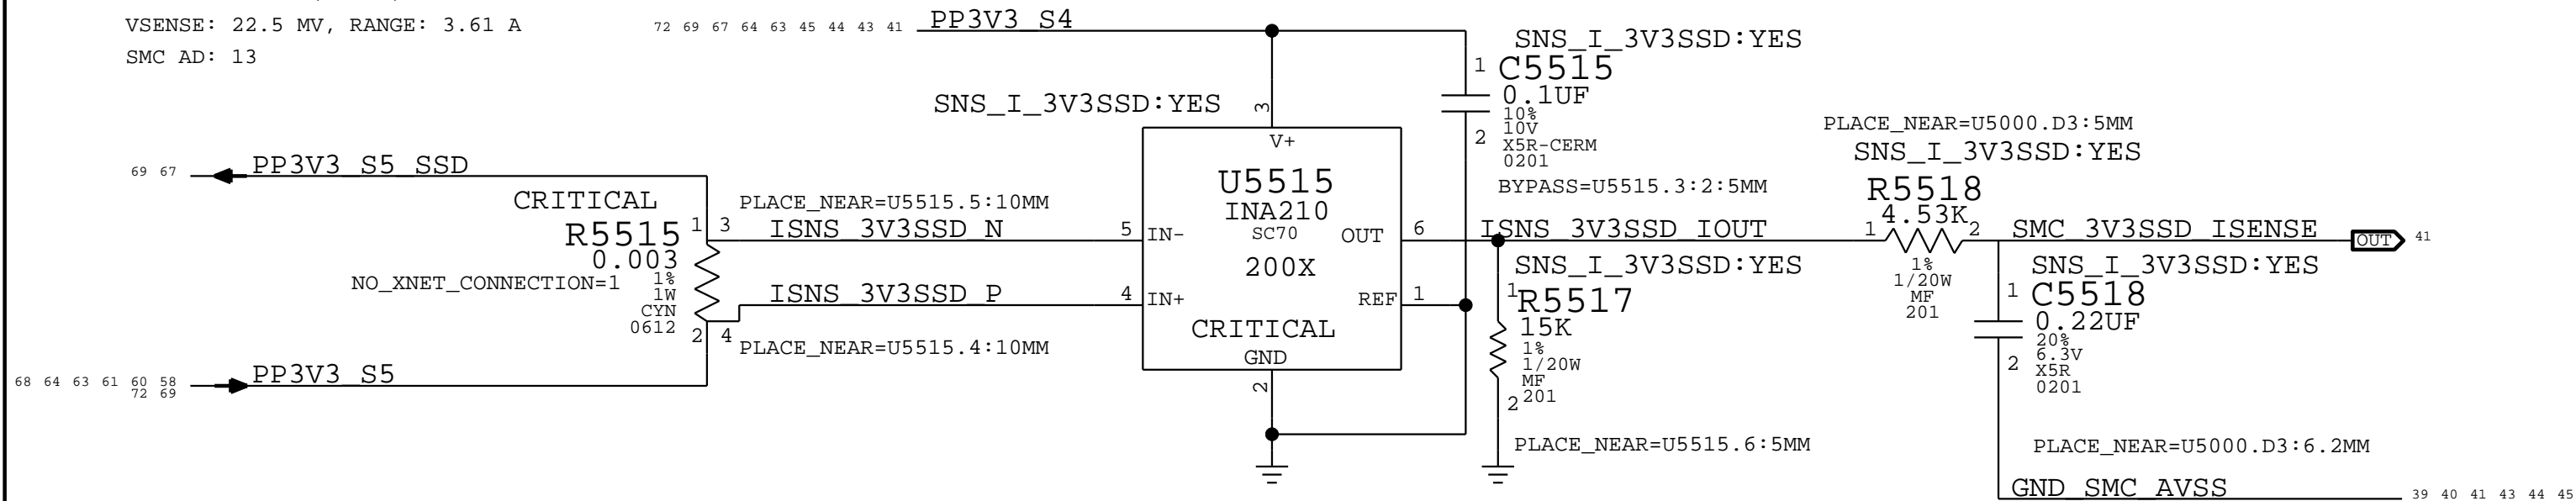 VSENSE: 22.5 MV, RANGE: 3.61 A
SMC AD: 13
72 69 67 64 63 45 44 43 41
PP3V3_S4
SNS_I_3V3SSD:YES
1
C5515
0.1UF
10%
10V
X5R-CERM
0201
2
BYPASS=U5515.3:2:5MM
SNS_I_3V3SSD:YES
3
V+
U5515
INA210
SC70
200X
CRITICAL
GND
2
5 IN-
4 IN+
OUT 6
REF 1
69 67
PP3V3_S5_SSD
CRITICAL
R5515
0.003
1%
1W
CYN
0612
NO_XNET_CONNECTION=1
1 3
2 4
PLACE_NEAR=U5515.5:10MM
ISNS_3V3SSD_N
ISNS_3V3SSD_P
PLACE_NEAR=U5515.4:10MM
68 64 63 61 60 58
72 69
PP3V3_S5
ISNS_3V3SSD_IOUT
SNS_I_3V3SSD:YES
1
R5517
15K
1%
1/20W
MF
201
2
PLACE_NEAR=U5515.6:5MM
PLACE_NEAR=U5000.D3:5MM
SNS_I_3V3SSD:YES
R5518
4.53K
1 2
1%
1/20W
MF
201
SMC_3V3SSD_ISENSE
OUT
41
SNS_I_3V3SSD:YES
1
C5518
0.22UF
20%
6.3V
X5R
0201
2
PLACE_NEAR=U5000.D3:6.2MM
GND_SMC_AVSS
39 40 41 43 44 45